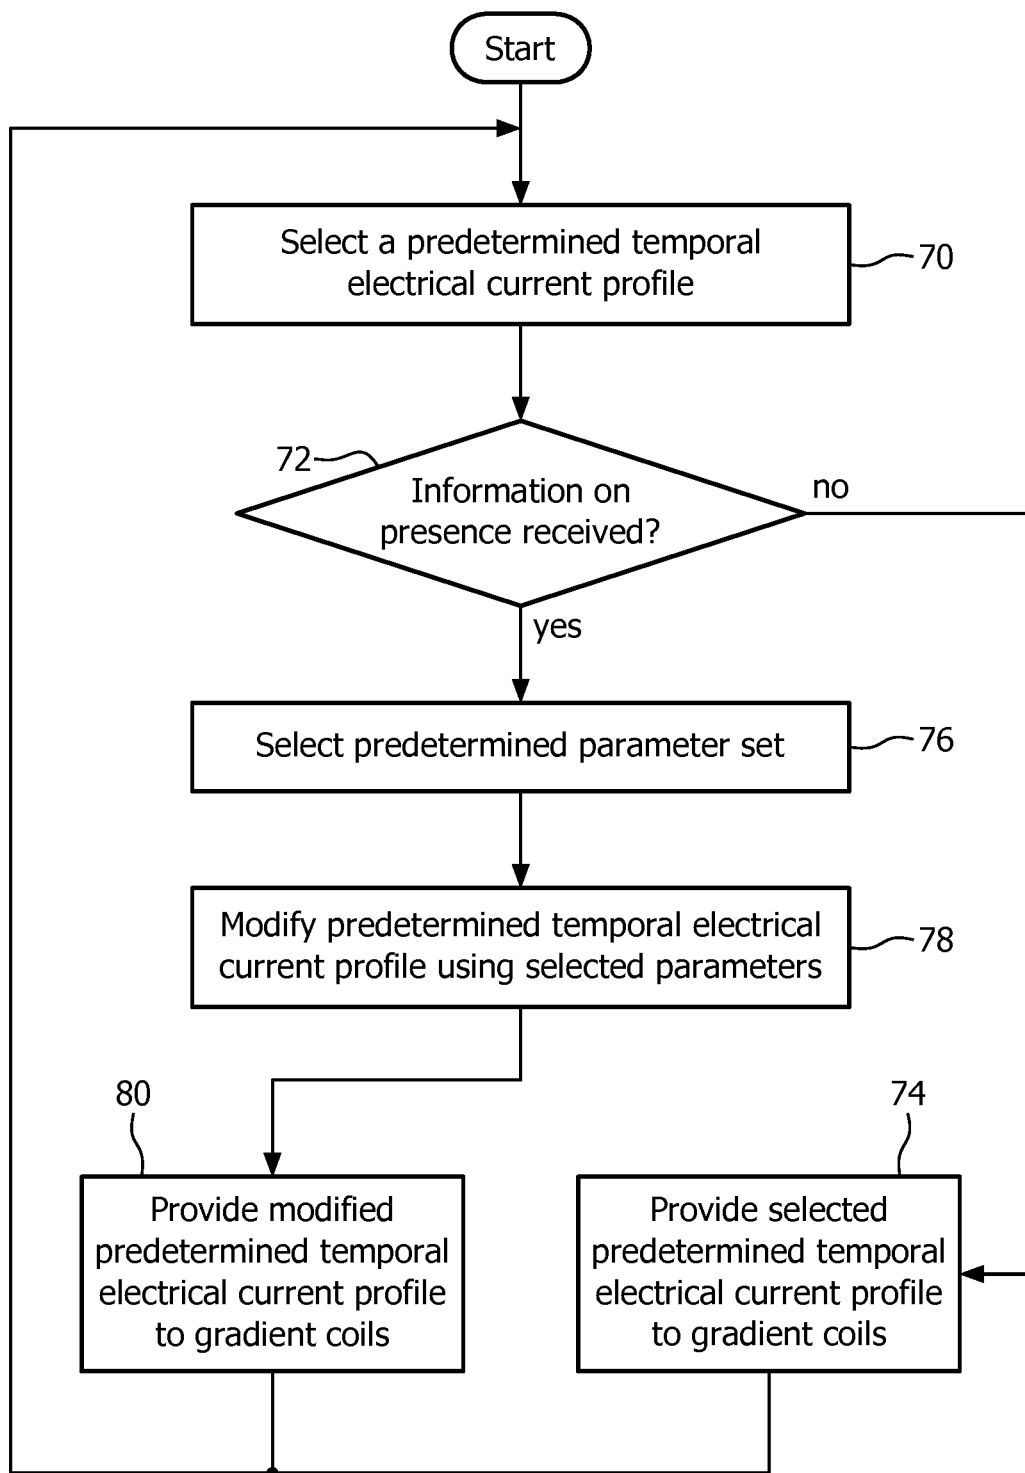 Start
Select a predetermined temporal
electrical current profile
70
72
Information on
presence received?
no
yes
Select predetermined parameter set
76
Modify predetermined temporal electrical
current profile using selected parameters
78
80
Provide modified
predetermined temporal
electrical current profile
to gradient coils
74
Provide selected
predetermined temporal
electrical current profile
to gradient coils